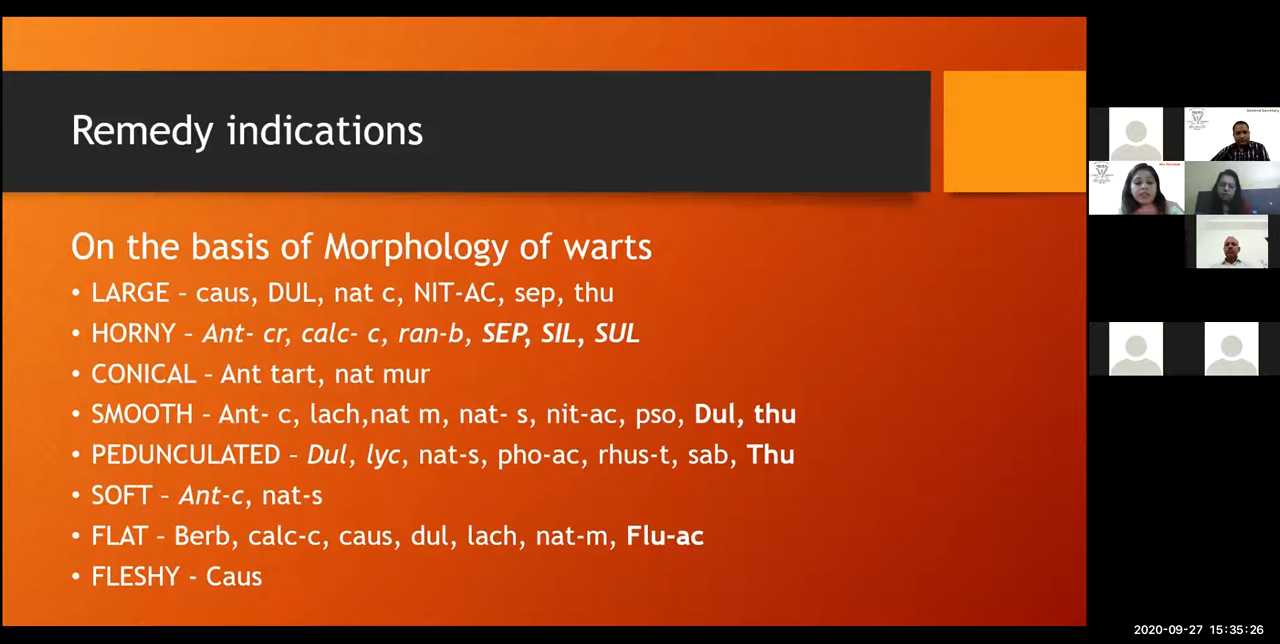 Remedy indications
On the basis of Morphology of warts
• LARGE – caus, DUL, nat c, NIT-AC, sep, thu
• HORNY – Ant- cr, calc- c, ran-b, SEP, SIL, SUL
• CONICAL – Ant tart, nat mur
• SMOOTH – Ant- c, lach,nat m, nat- s, nit-ac, pso, Dul, thu
• PEDUNCULATED – Dul, lyc, nat-s, pho-ac, rhus-t, sab, Thu
• SOFT – Ant-c, nat-s
• FLAT – Berb, calc-c, caus, dul, lach, nat-m, Flu-ac
• FLESHY - Caus
General Secretary
2020-09-27 15:35:26